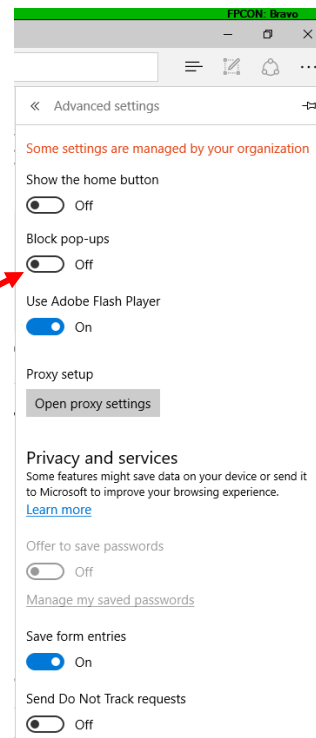 FPCON: Bravo
« Advanced settings
Some settings are managed by your organization
Show the home button
Off
Block pop-ups
Off
Use Adobe Flash Player
On
Proxy setup
Open proxy settings
Privacy and services
Some features might save data on your device or send it
to Microsoft to improve your browsing experience.
Learn more
Offer to save passwords
Off
Manage my saved passwords
Save form entries
On
Send Do Not Track requests
Off